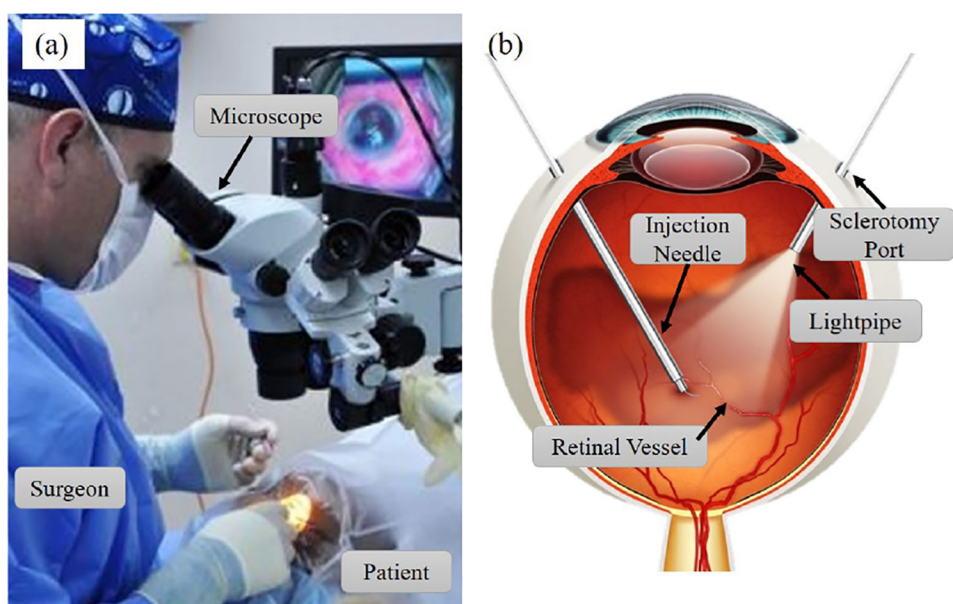 (a)
Microscope
Surgeon
Patient
(b)
Injection
Needle
Sclerotomy
Port
Lightpipe
Retinal Vessel